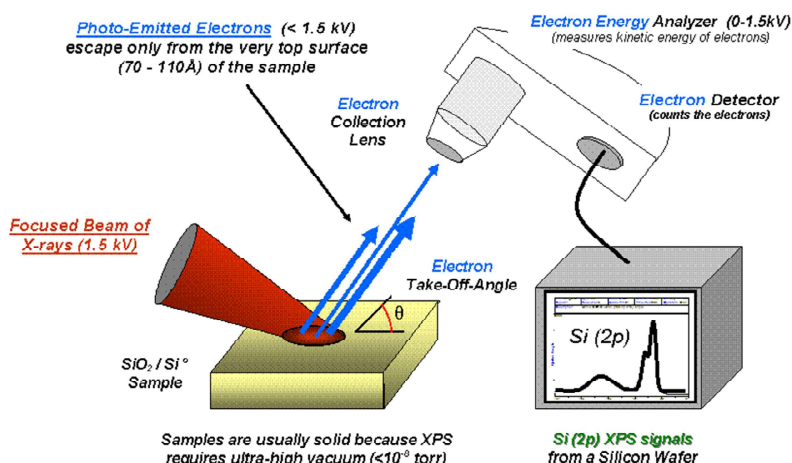 Photo-Emitted Electrons (< 1.5 kV)
escape only from the very top surface
(70 - 110Å) of the sample
Electron Energy Analyzer (0-1.5kV)
(measures kinetic energy of electrons)
Electron
Collection
Lens
Electron Detector
(counts the electrons)
Focused Beam of
X-rays (1.5 kV)
Electron
Take-Off-Angle
θ
SiO₂ / Si°
Sample
Si (2p)
Samples are usually solid because XPS
requires ultra-high vacuum (<10⁻⁸ torr)
Si (2p) XPS signals
from a Silicon Wafer